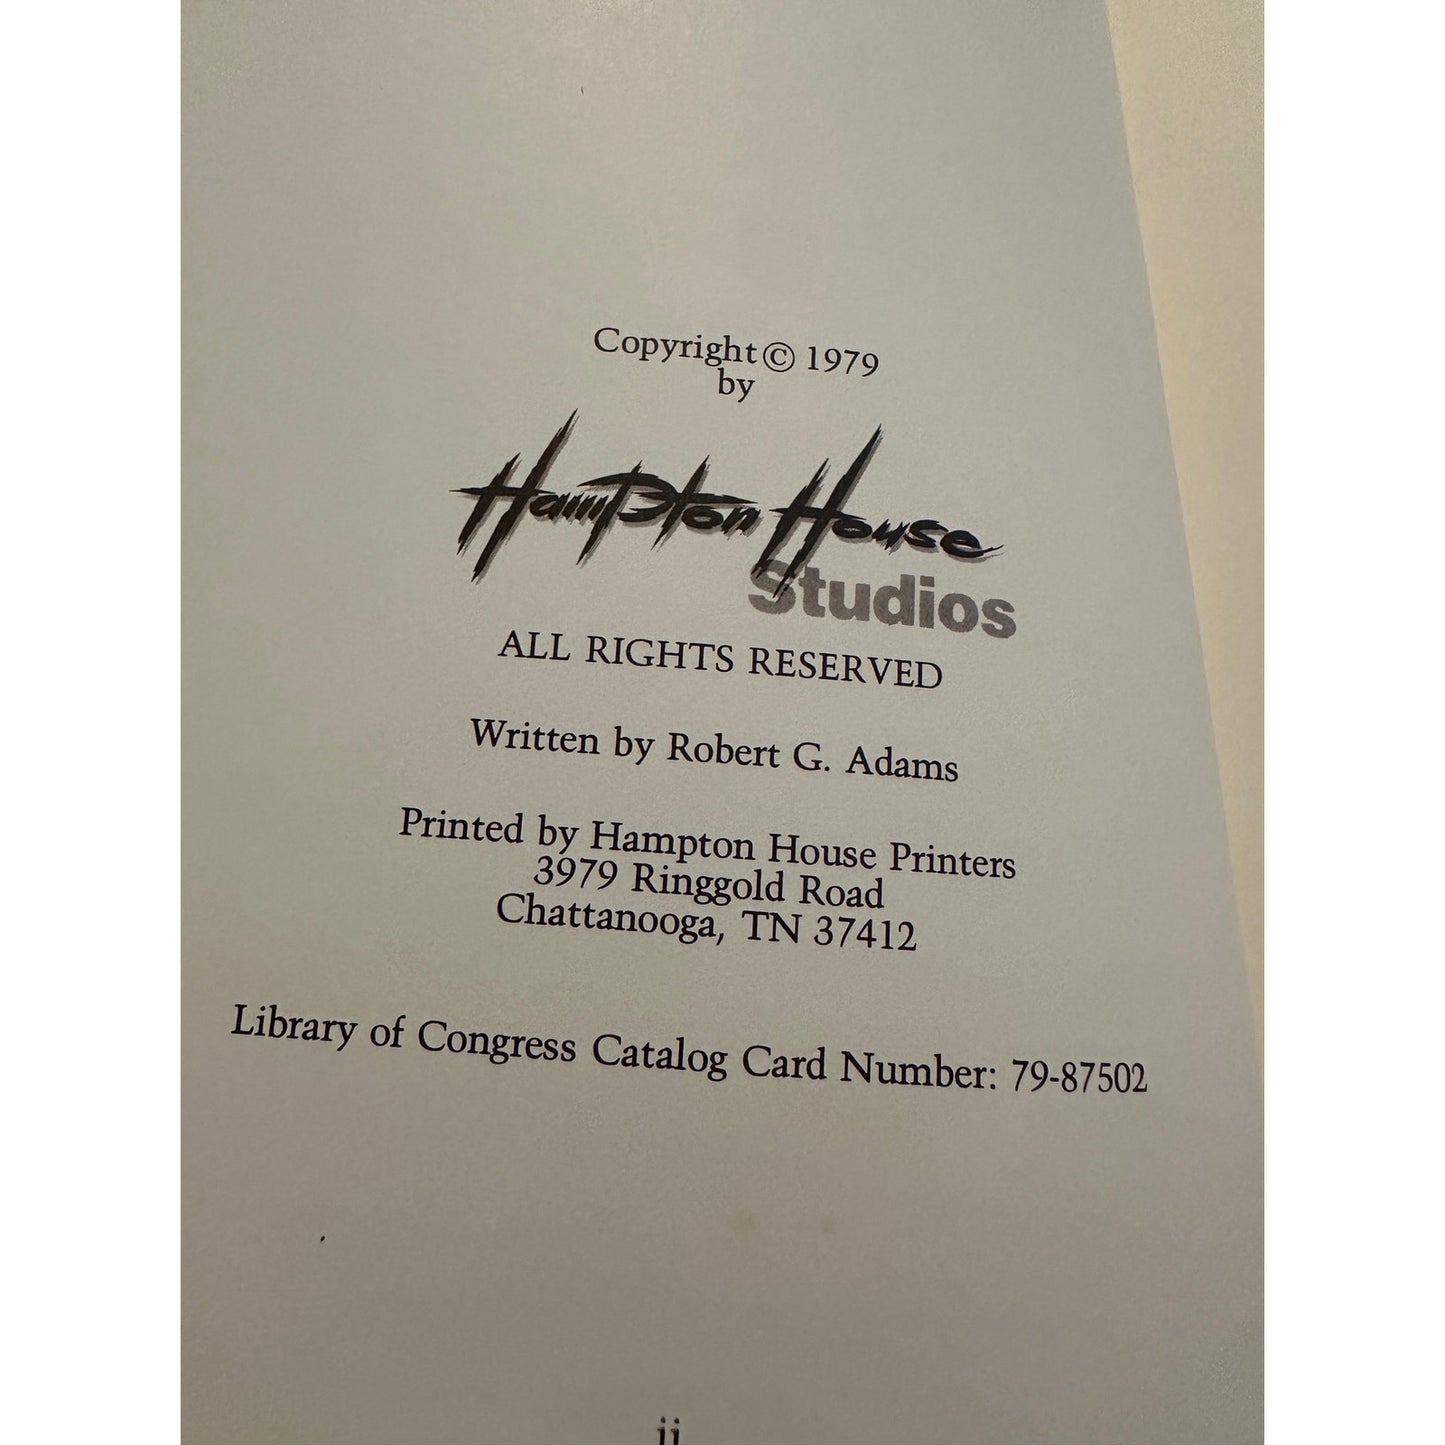 Copyright © 1979
by
Hampton House
Studios
ALL RIGHTS RESERVED
Written by Robert G. Adams
Printed by Hampton House Printers
3979 Ringgold Road
Chattanooga, TN 37412
Library of Congress Catalog Card Number: 79-87502
ii